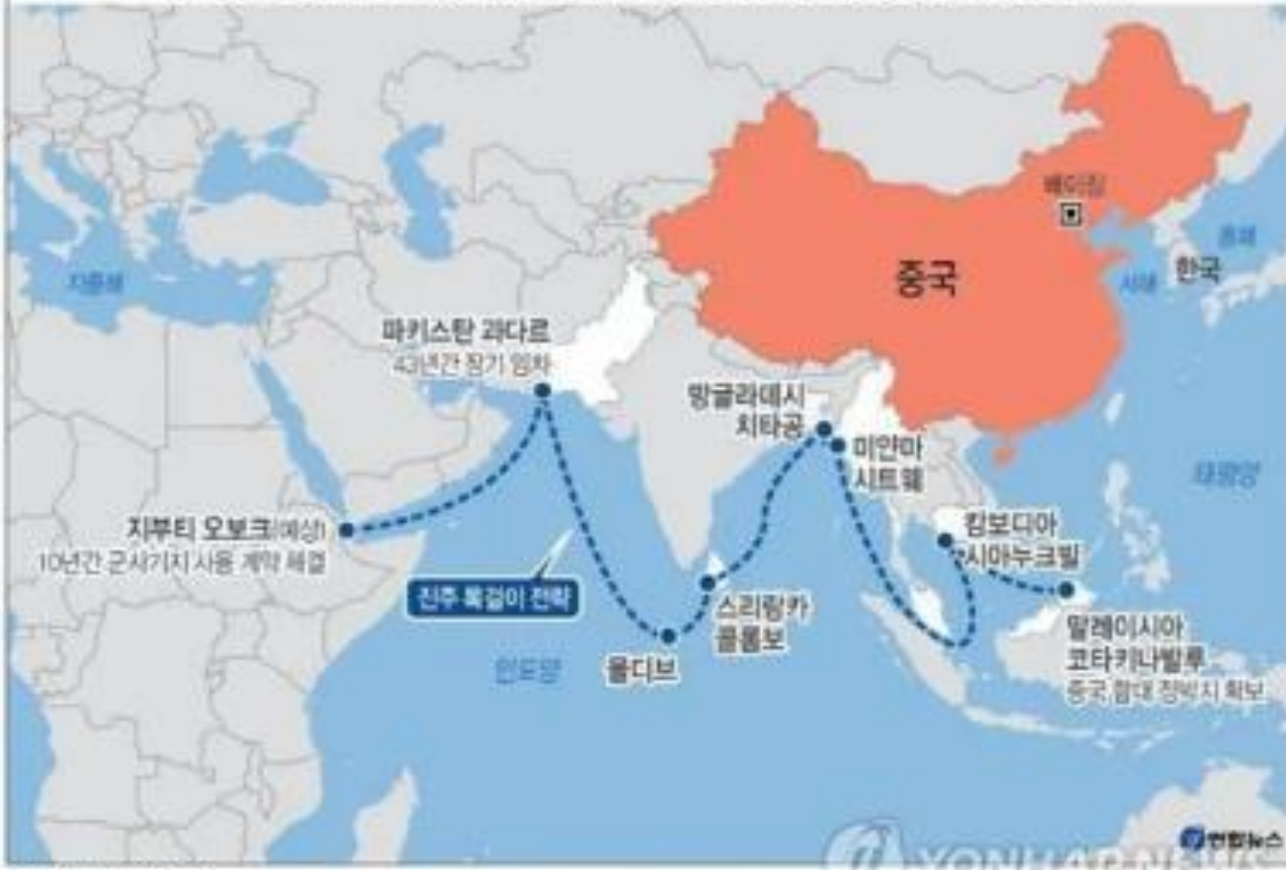 베이징
중국
동해
서해
한국
지중해
파키스탄 과다르
43년간 장기 임차
방글라데시
치타공
미얀마
시트웨
태평양
지부티 오보크(예상)
10년간 군사기지 사용 계약 체결
캄보디아
시아누크빌
진주 목걸이 전략
스리랑카
콜롬보
말레이시아
코타키나발루
중국 함대 정박지 확보
몰디브
인도양
연합뉴스
YONHAP NEWS